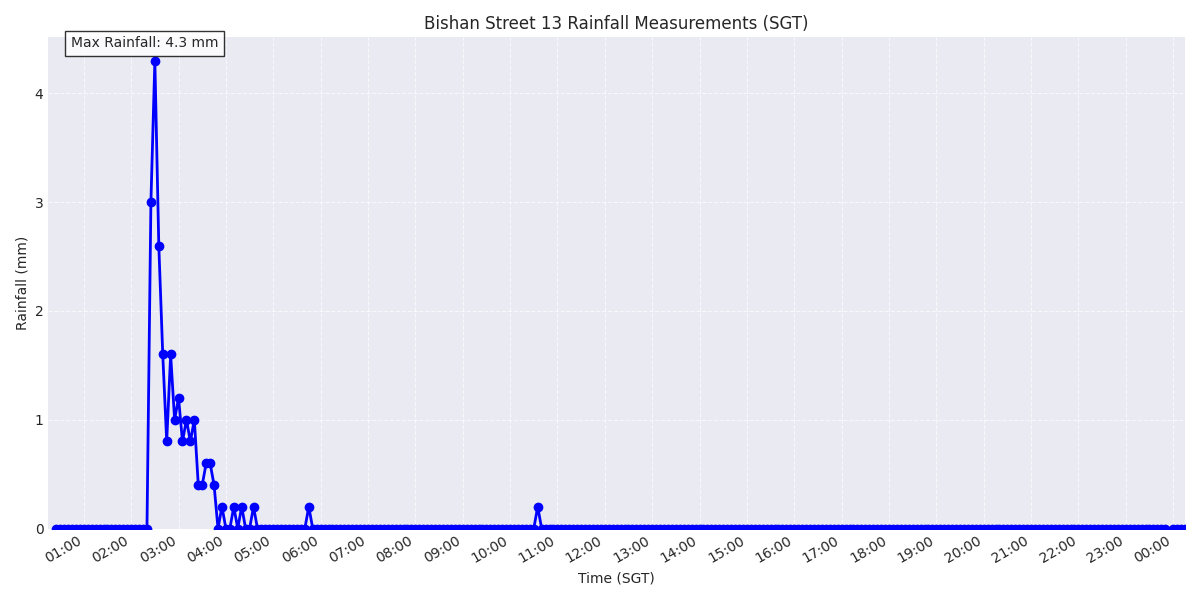 Bishan Street 13 Rainfall Measurements (SGT)
Max Rainfall: 4.3 mm
4
3
2
1
0
Rainfall (mm)
01:00 02:00 03:00 04:00 05:00 06:00 07:00 08:00 09:00 10:00 11:00 12:00 13:00 14:00 15:00 16:00 17:00 18:00 19:00 20:00 21:00 22:00 23:00 00:00
Time (SGT)